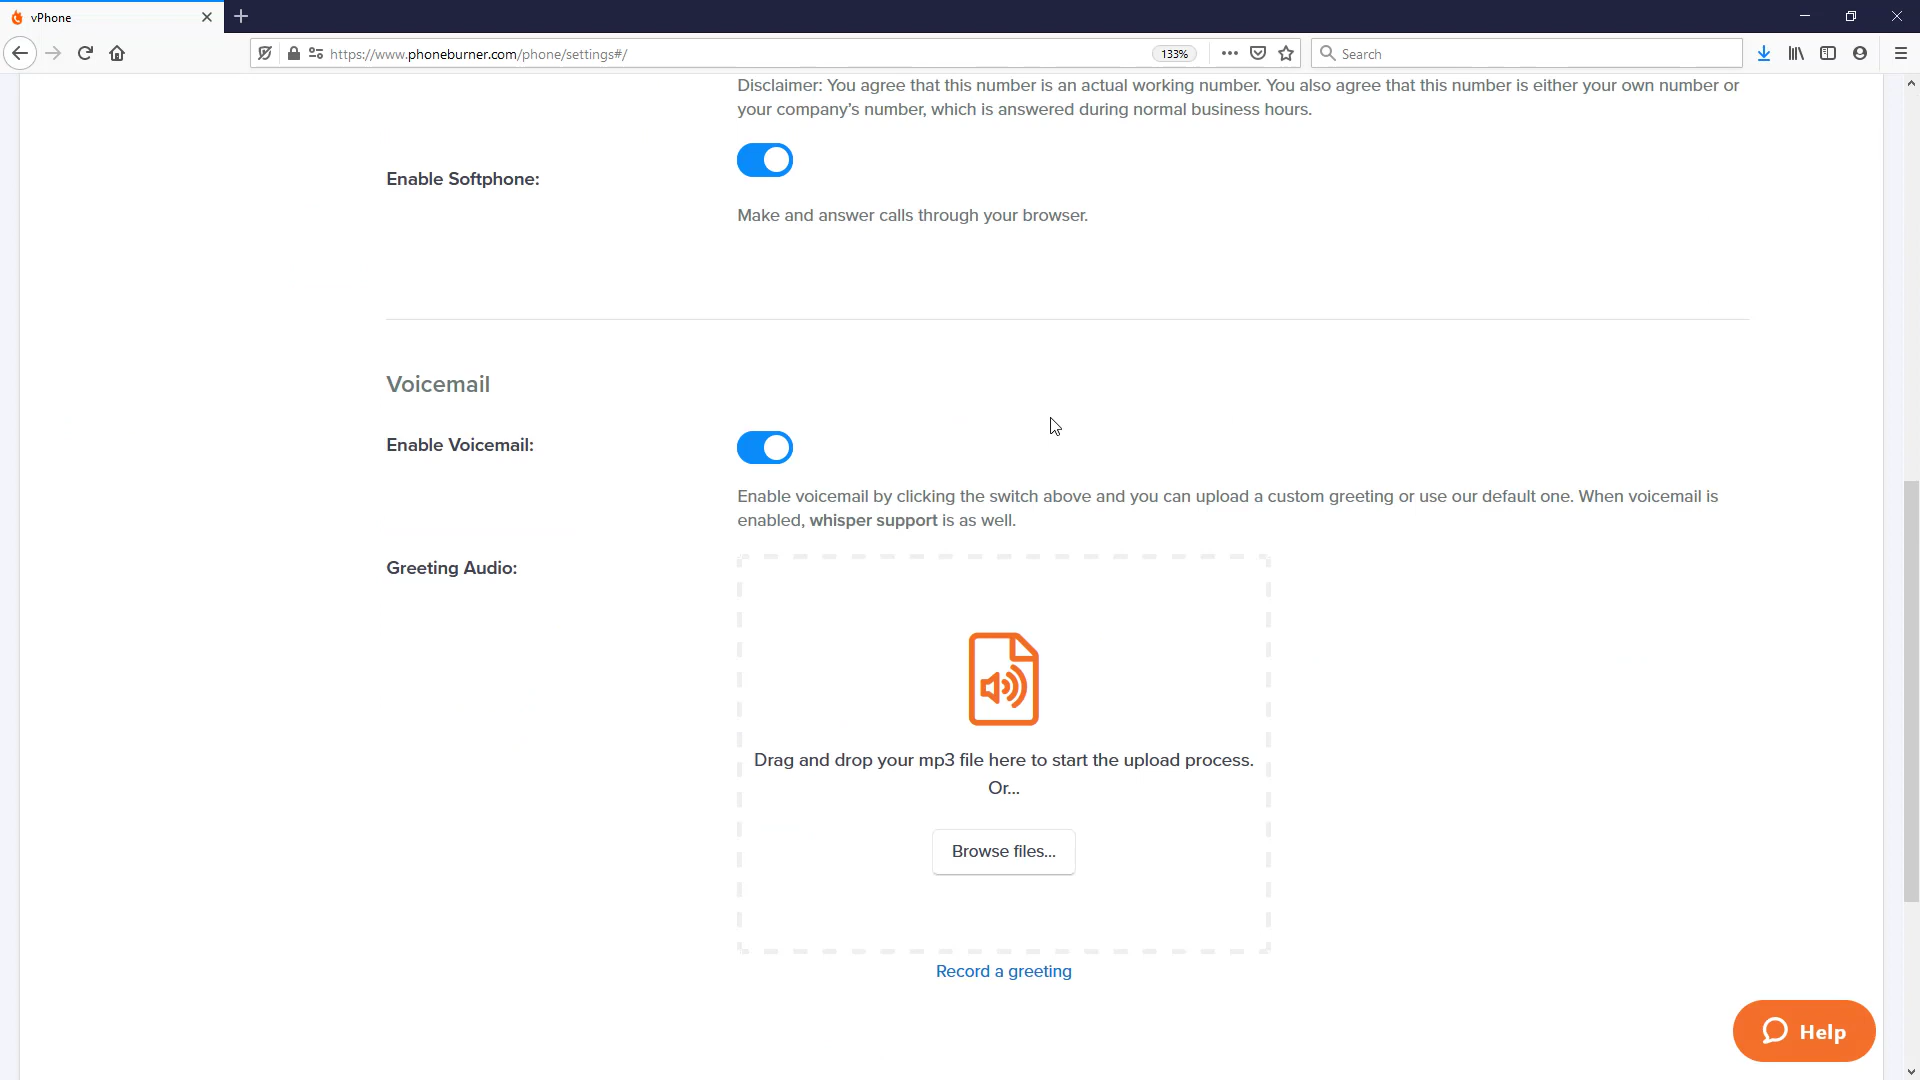 vPhone
https://www.phoneburner.com/phone/settings#/
133%
Search
Disclaimer: You agree that this number is an actual working number. You also agree that this number is either your own number or
your company's number, which is answered during normal business hours.
Enable Softphone:
Make and answer calls through your browser.
Voicemail
Enable Voicemail:
Enable voicemail by clicking the switch above and you can upload a custom greeting or use our default one. When voicemail is
enabled, whisper support is as well.
Greeting Audio:
Drag and drop your mp3 file here to start the upload process.
Or...
Browse files...
Record a greeting
Help